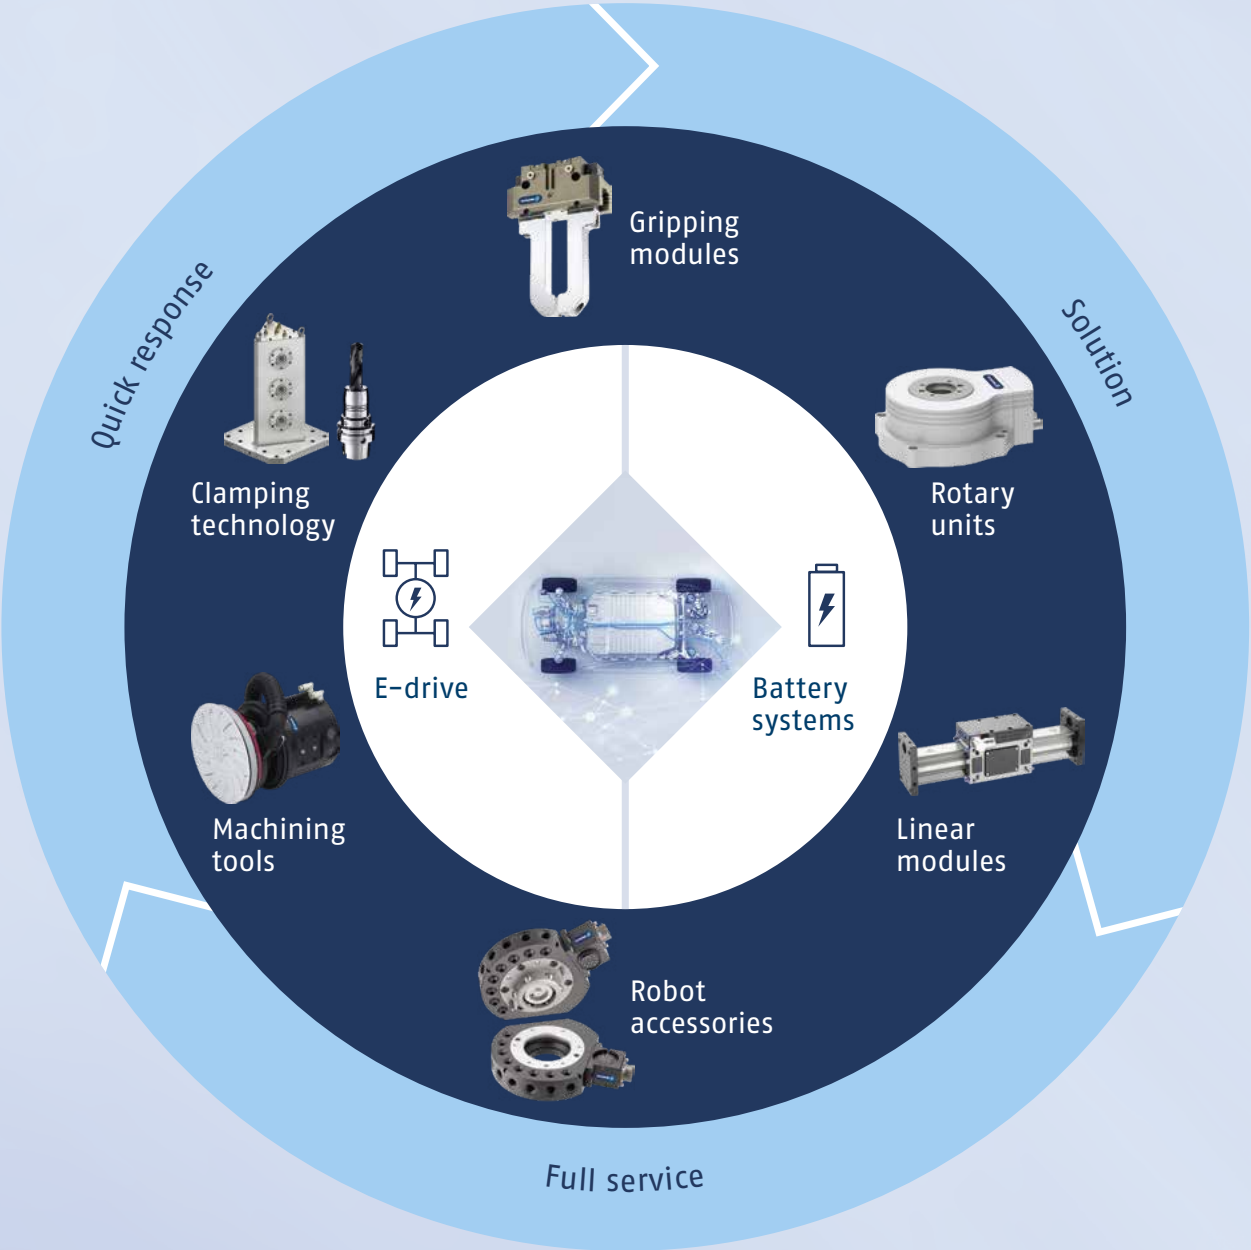 Gripping
modules
Quick response
Solution
Clamping
technology
Rotary
units
E-drive
Battery
systems
Machining
tools
Linear
modules
Robot
accessories
Full service